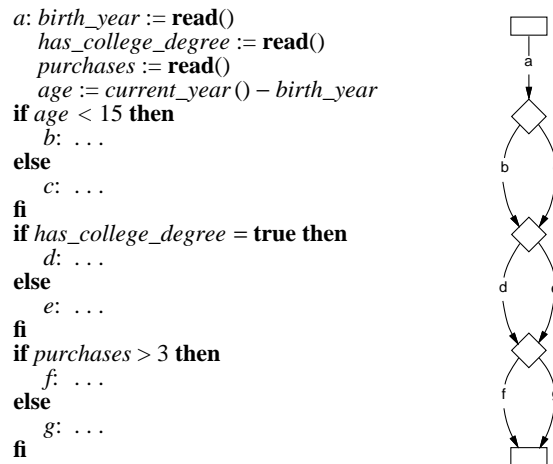 a: birth_year := read()
has_college_degree := read()
purchases := read()
age := current_year () − birth_year
if age < 15 then
b: . . .
else
c: . . .
fi
if has_college_degree = true then
d: . . .
else
e: . . .
fi
if purchases > 3 then
f: . . .
else
g: . . .
fi
a
b
d
f